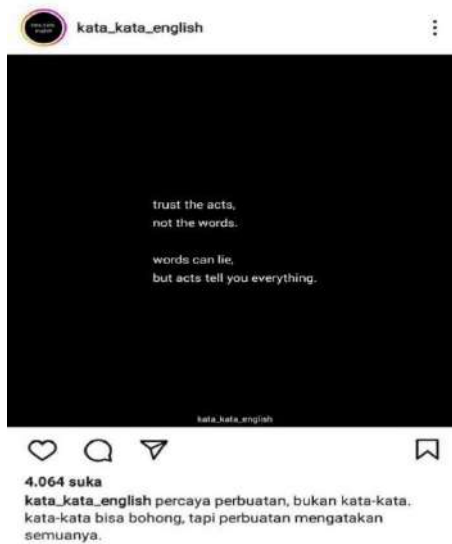 kata_kata_english
trust the acts,
not the words.
words can lie,
but acts tell you everything.
kata_kata_english
4.064 suka
kata_kata_english percaya perbuatan, bukan kata-kata.
kata-kata bisa bohong, tapi perbuatan mengatakan
semuanya.